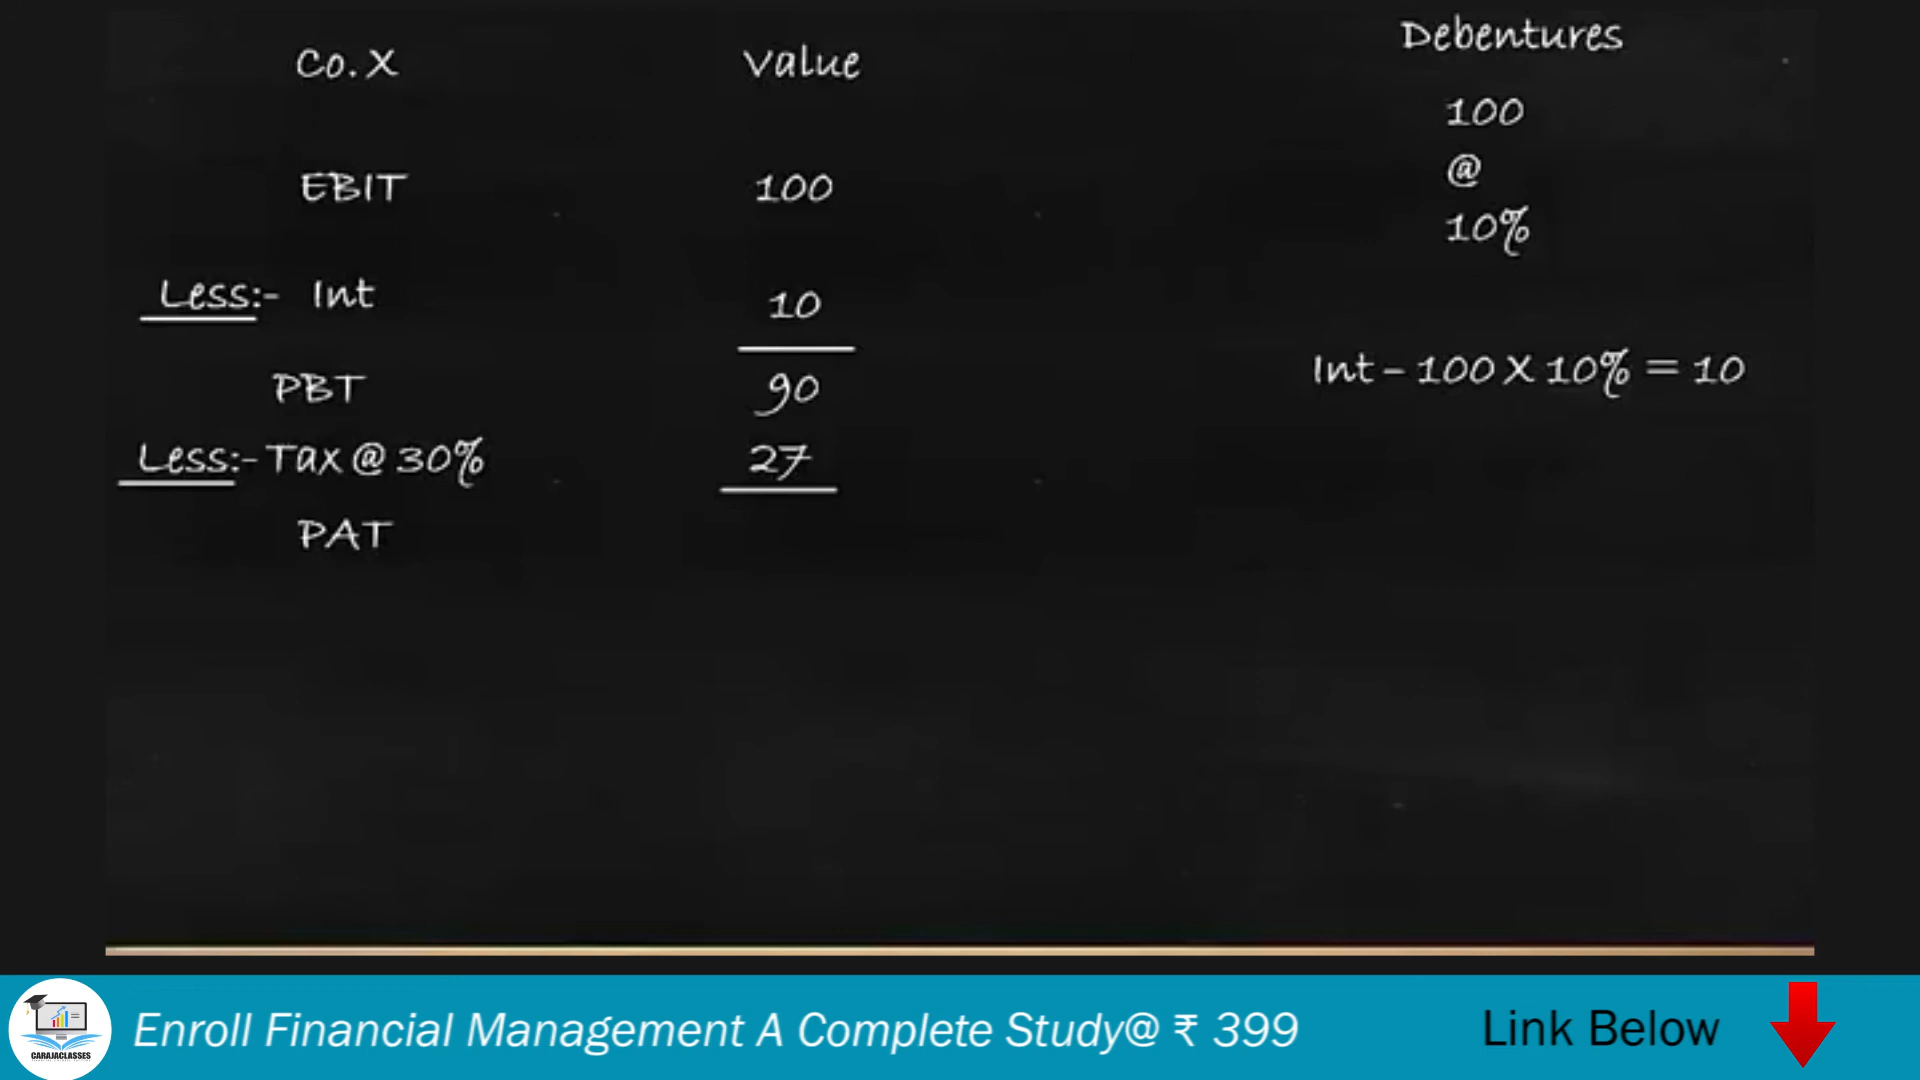 Co. X Value Debentures
100
EBIT 100 @
10%
Less:- Int 10
Int – 100 X 10% = 10
PBT 90
Less:- Tax @ 30% 27
PAT
CARAJACLASSES
Enroll Financial Management A Complete Study@ ₹ 399 Link Below